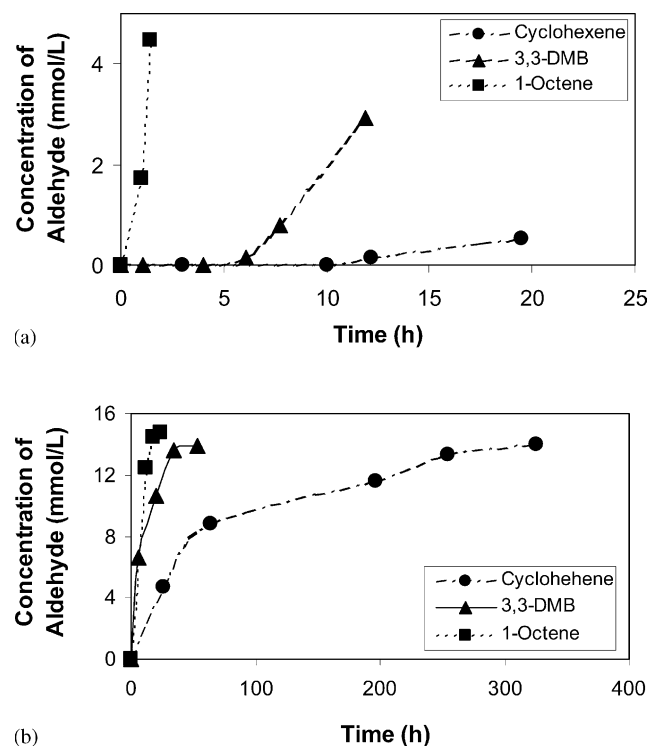 Concentration of
Aldehyde (mmol/L)
4
2
0
Cyclohexene
3,3-DMB
1-Octene
0 5 10 15 20 25
Time (h)
(a)
Concentration of
Aldehyde (mmol/L)
16
12
8
4
0
Cyclohehene
3,3-DMB
1-Octene
0 100 200 300 400
Time (h)
(b)